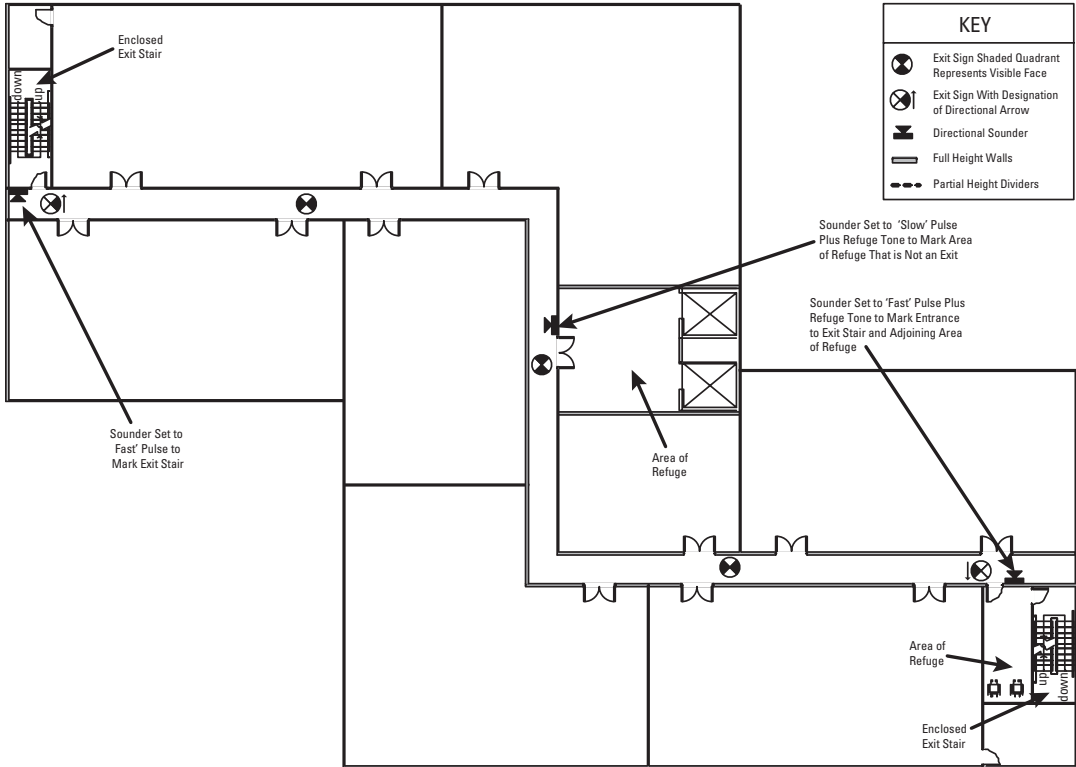 Enclosed
Exit Stair
down
up
KEY
Exit Sign Shaded Quadrant
Represents Visible Face
Exit Sign With Designation
of Directional Arrow
Directional Sounder
Full Height Walls
Partial Height Dividers
Sounder Set to ‘Slow’ Pulse
Plus Refuge Tone to Mark Area
of Refuge That is Not an Exit
Sounder Set to ‘Fast’ Pulse Plus
Refuge Tone to Mark Entrance
to Exit Stair and Adjoining Area
of Refuge
Sounder Set to
Fast’ Pulse to
Mark Exit Stair
Area of
Refuge
Area of
Refuge
up
down
Enclosed
Exit Stair